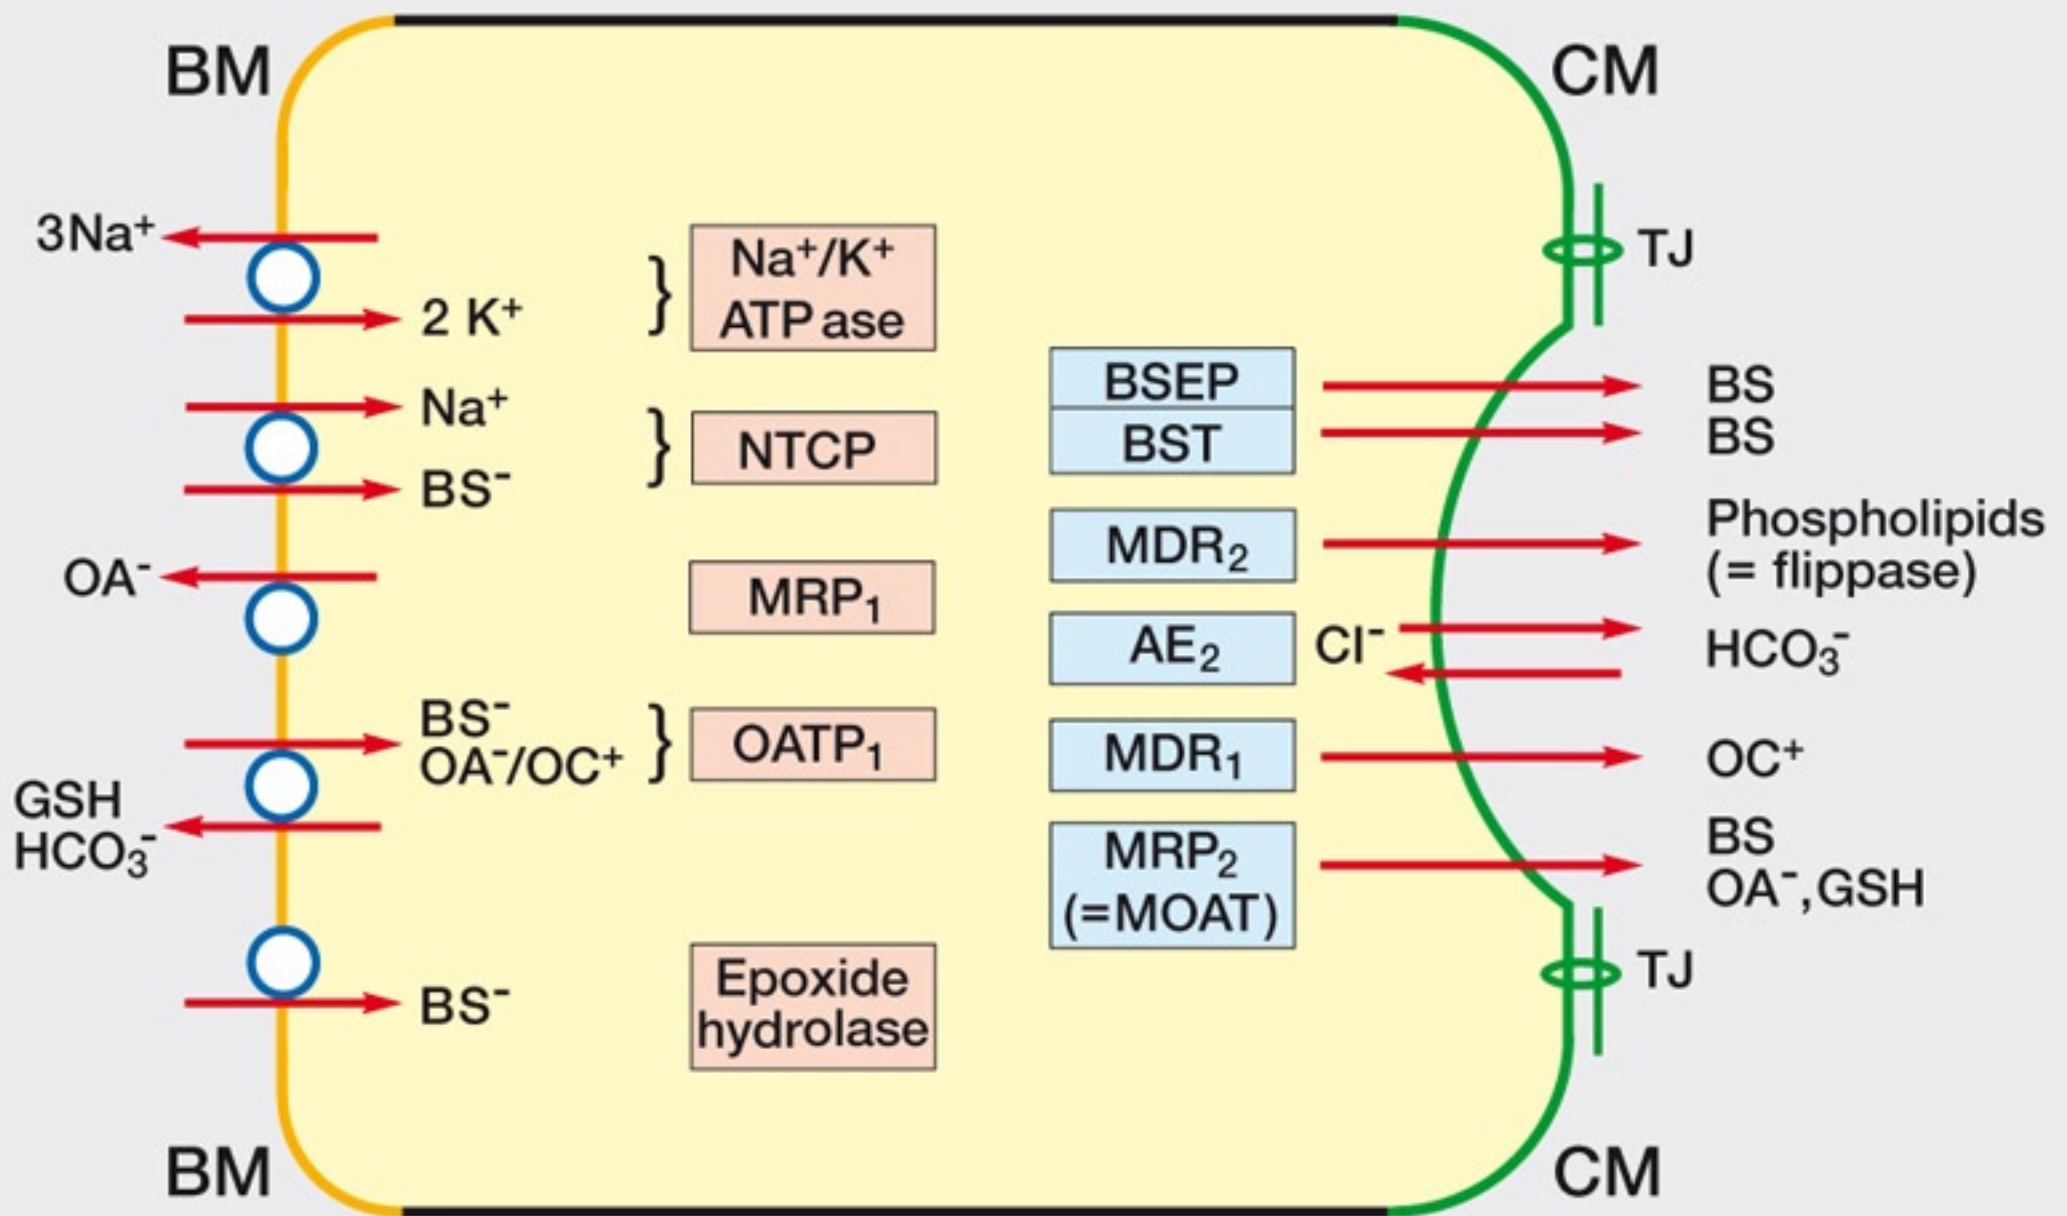 BM
CM
3Na⁺
2 K⁺
}
Na⁺/K⁺
ATPase
TJ
Na⁺
BS⁻
}
NTCP
BSEP
BST
BS
BS
OA⁻
MRP₁
MDR₂
Phospholipids
(= flippase)
AE₂
Cl⁻
HCO₃⁻
BS⁻
OA⁻/OC⁺
}
OATP₁
MDR₁
OC⁺
GSH
HCO₃⁻
MRP₂
(=MOAT)
BS
OA⁻,GSH
BS⁻
Epoxide
hydrolase
TJ
BM
CM